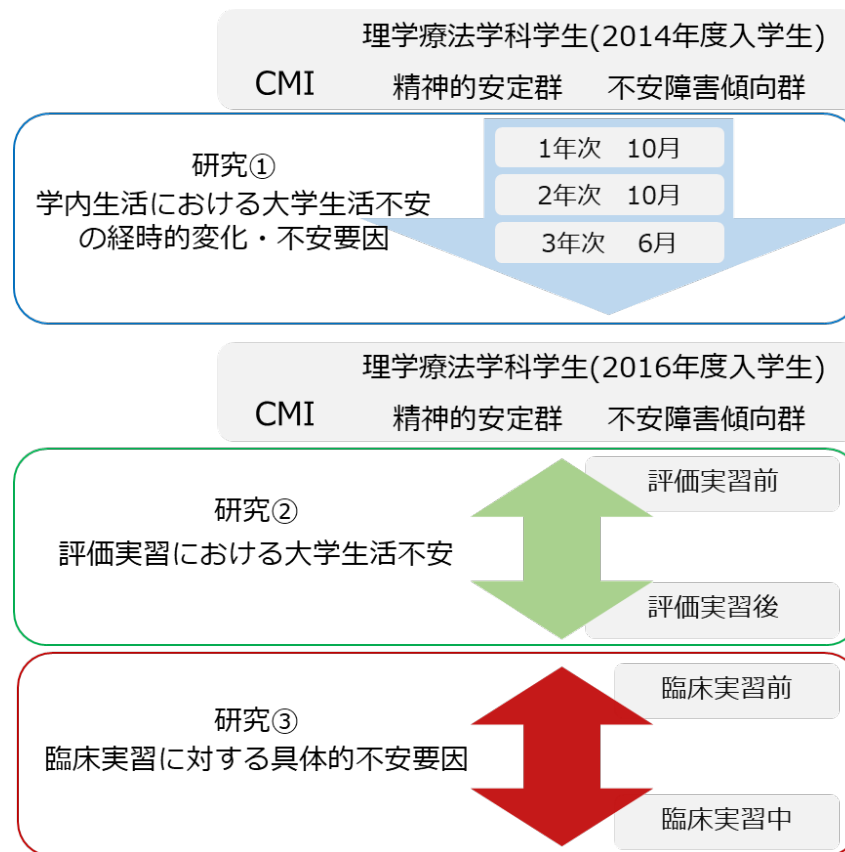 理学療法学科学生(2014年度入学生)
CMI 精神的安定群 不安障害傾向群
研究①
学内生活における大学生活不安
の経時的変化・不安要因
1年次 10月
2年次 10月
3年次 6月
理学療法学科学生(2016年度入学生)
CMI 精神的安定群 不安障害傾向群
研究②
評価実習における大学生活不安
評価実習前
評価実習後
研究③
臨床実習に対する具体的不安要因
臨床実習前
臨床実習中